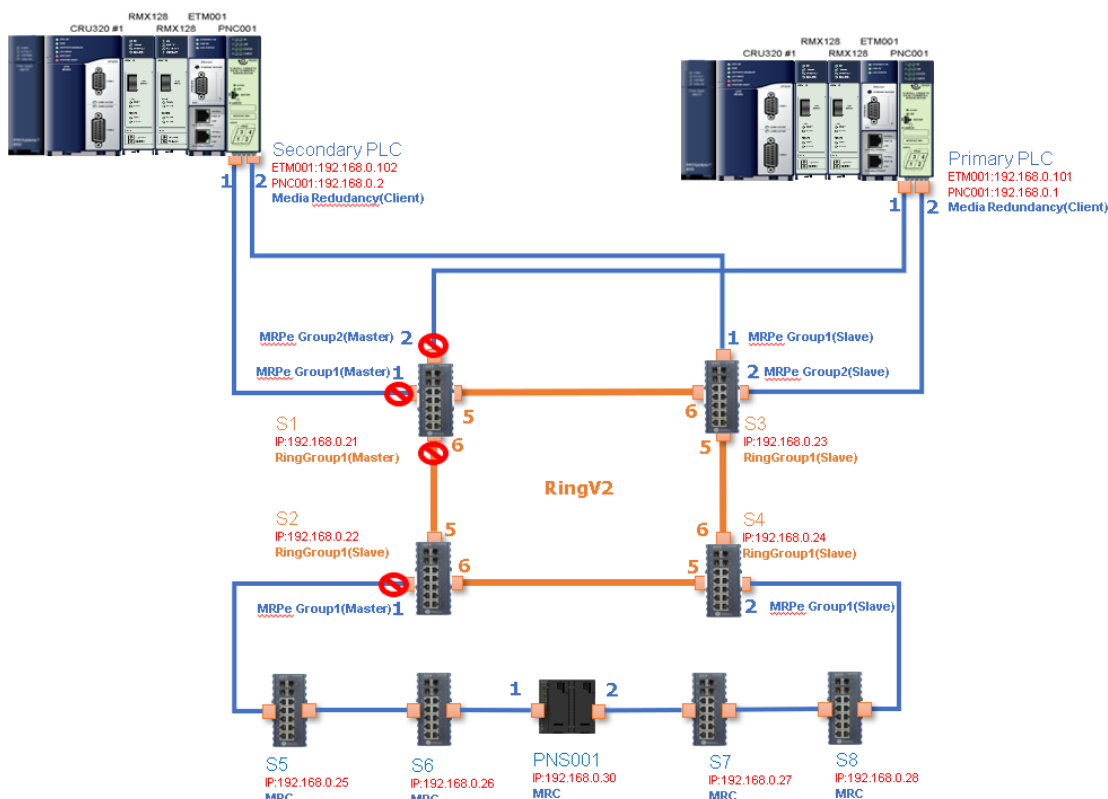 RMX128 ETM001
CRU320 #1 RMX128 PNC001
RMX128 ETM001
CRU320 #1 RMX128 PNC001
Secondary PLC
ETM001:192.168.0.102
PNC001:192.168.0.2
Media Redudancy(Client)
1 2
Primary PLC
ETM001:192.168.0.101
PNC001:192.168.0.1
Media Redundancy(Client)
1 2
MRPe Group2(Master) 2
1 MRPe Group1(Slave)
MRPe Group1(Master) 1
2 MRPe Group2(Slave)
5 6
S1
IP:192.168.0.21
RingGroup1(Master)
6
S3
IP:192.168.0.23
RingGroup1(Slave)
5
RingV2
S2
IP:192.168.0.22
RingGroup1(Slave)
5
6
S4
IP:192.168.0.24
RingGroup1(Slave)
6
5
MRPe Group1(Master) 1
2 MRPe Group1(Slave)
1 2
S5
IP:192.168.0.25
MRC
S6
IP:192.168.0.26
MRC
PNS001
IP:192.168.0.30
MRC
S7
IP:192.168.0.27
MRC
S8
IP:192.168.0.28
MRC